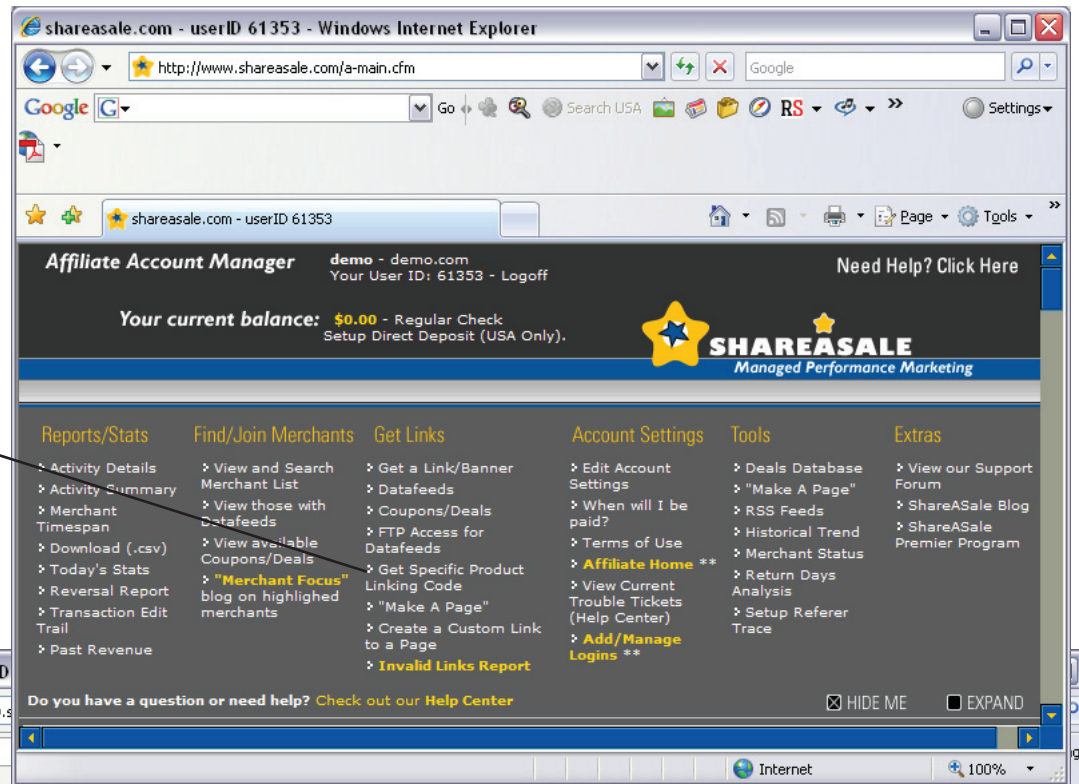 shareasale.com - userID 61353 - Windows Internet Explorer
http://www.shareasale.com/a-main.cfm
Google
Google G
Go
Search USA
RS
»
Settings
shareasale.com - userID 61353
Page
Tools
»
Affiliate Account Manager
demo - demo.com
Your User ID: 61353 - Logoff
Need Help? Click Here
Your current balance: $0.00 - Regular Check
Setup Direct Deposit (USA Only).
SHAREASALE
Managed Performance Marketing
Reports/Stats
Activity Details
Activity Summary
Merchant
Timespan
Download (.csv)
Today's Stats
Reversal Report
Transaction Edit
Trail
Past Revenue
Find/Join Merchants
View and Search
Merchant List
View those with
Datafeeds
View available
Coupons/Deals
"Merchant Focus"
blog on highlighed
merchants
Get Links
Get a Link/Banner
Datafeeds
Coupons/Deals
FTP Access for
Datafeeds
Get Specific Product
Linking Code
"Make A Page"
Create a Custom Link
to a Page
Invalid Links Report
Account Settings
Edit Account
Settings
When will I be
paid?
Terms of Use
Affiliate Home **
View Current
Trouble Tickets
(Help Center)
Add/Manage
Logins **
Tools
Deals Database
"Make A Page"
RSS Feeds
Historical Trend
Merchant Status
Return Days
Analysis
Setup Referer
Trace
Extras
View our Support
Forum
ShareASale Blog
ShareASale
Premier Program
Do you have a question or need help? Check out our Help Center
HIDE ME
EXPAND
Internet
100%